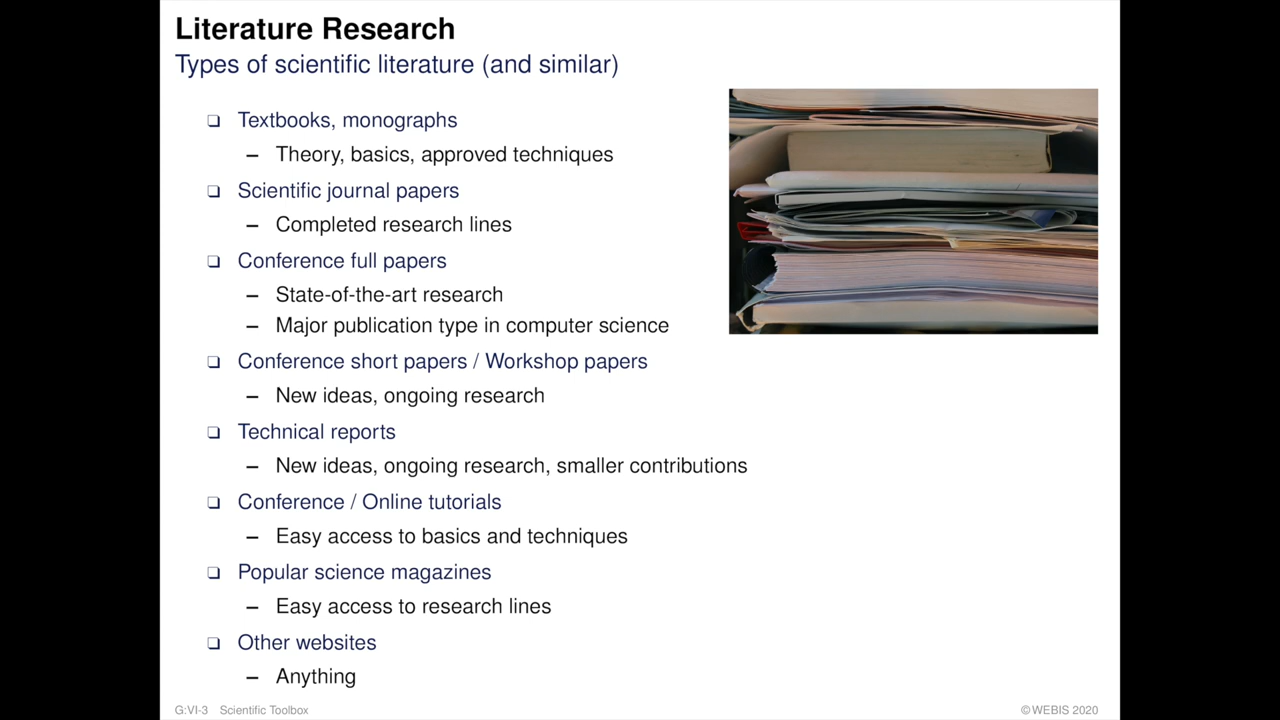 Literature Research
Types of scientific literature (and similar)
❑ Textbooks, monographs
– Theory, basics, approved techniques
❑ Scientific journal papers
– Completed research lines
❑ Conference full papers
– State-of-the-art research
– Major publication type in computer science
❑ Conference short papers / Workshop papers
– New ideas, ongoing research
❑ Technical reports
– New ideas, ongoing research, smaller contributions
❑ Conference / Online tutorials
– Easy access to basics and techniques
❑ Popular science magazines
– Easy access to research lines
❑ Other websites
– Anything
G:VI-3 Scientific Toolbox
©WEBIS 2020